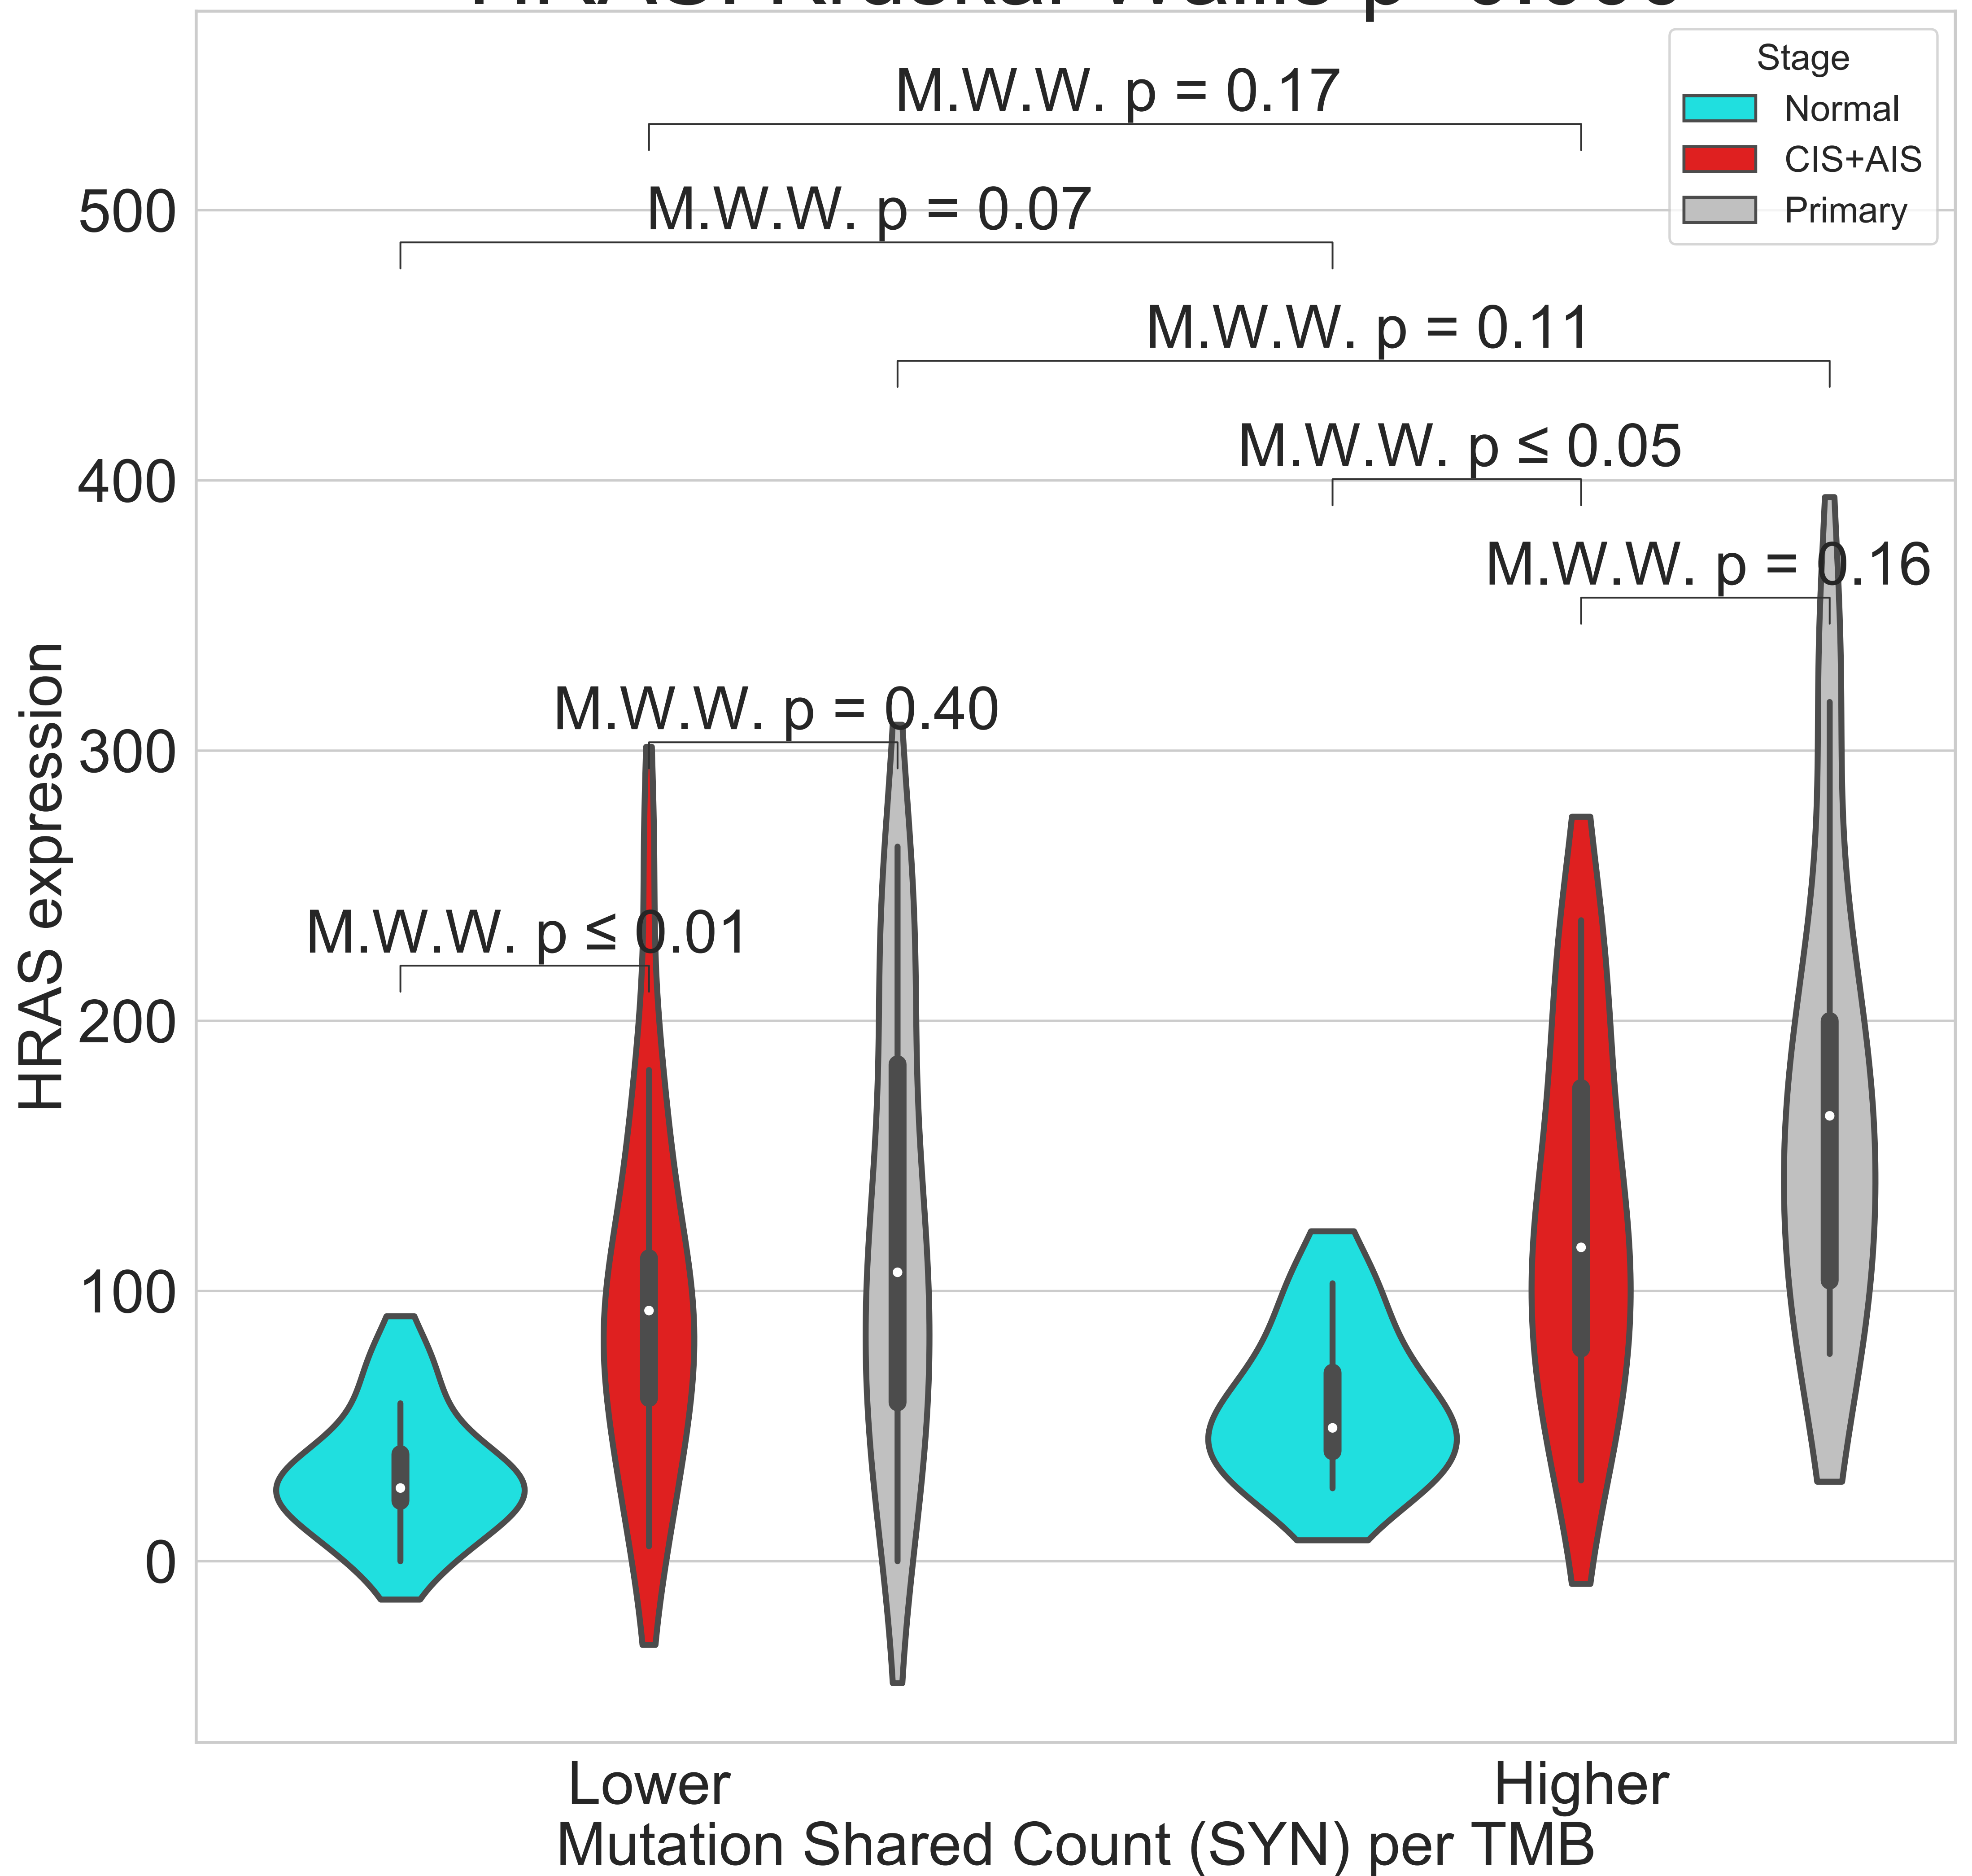 Stage
Normal
CIS+AIS
Primary
M.W.W. p = 0.17
M.W.W. p = 0.07
M.W.W. p = 0.11
M.W.W. p ≤ 0.05
M.W.W. p = 0.16
M.W.W. p = 0.40
M.W.W. p ≤ 0.01
HRAS expression
500
400
300
200
100
0
Lower
Higher
Mutation Shared Count (SYN) per TMB